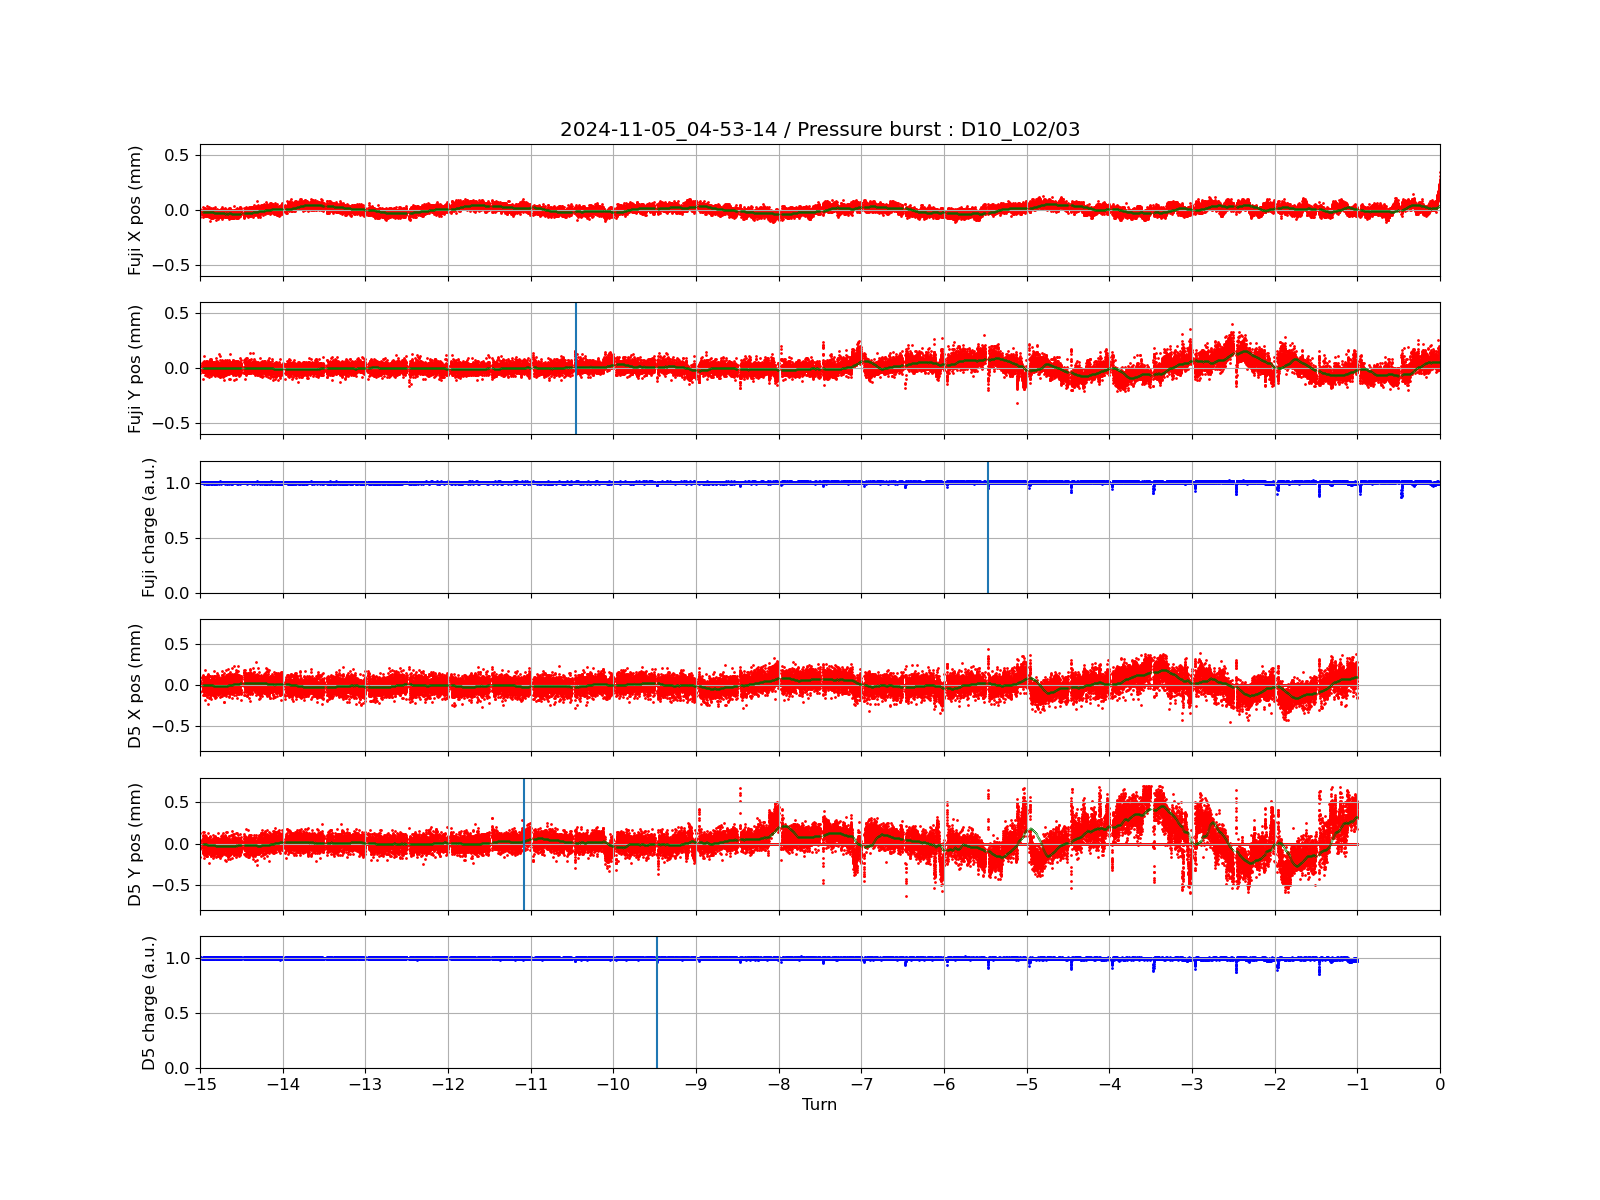 2024-11-05_04-53-14 / Pressure burst : D10_L02/03
Fuji X pos (mm)
0.5
0.0
−0.5
Fuji Y pos (mm)
0.5
0.0
−0.5
Fuji charge (a.u.)
1.0
0.5
0.0
D5 X pos (mm)
0.5
0.0
−0.5
D5 Y pos (mm)
0.5
0.0
−0.5
D5 charge (a.u.)
1.0
0.5
0.0
−15 −14 −13 −12 −11 −10 −9 −8 −7 −6 −5 −4 −3 −2 −1 0
Turn